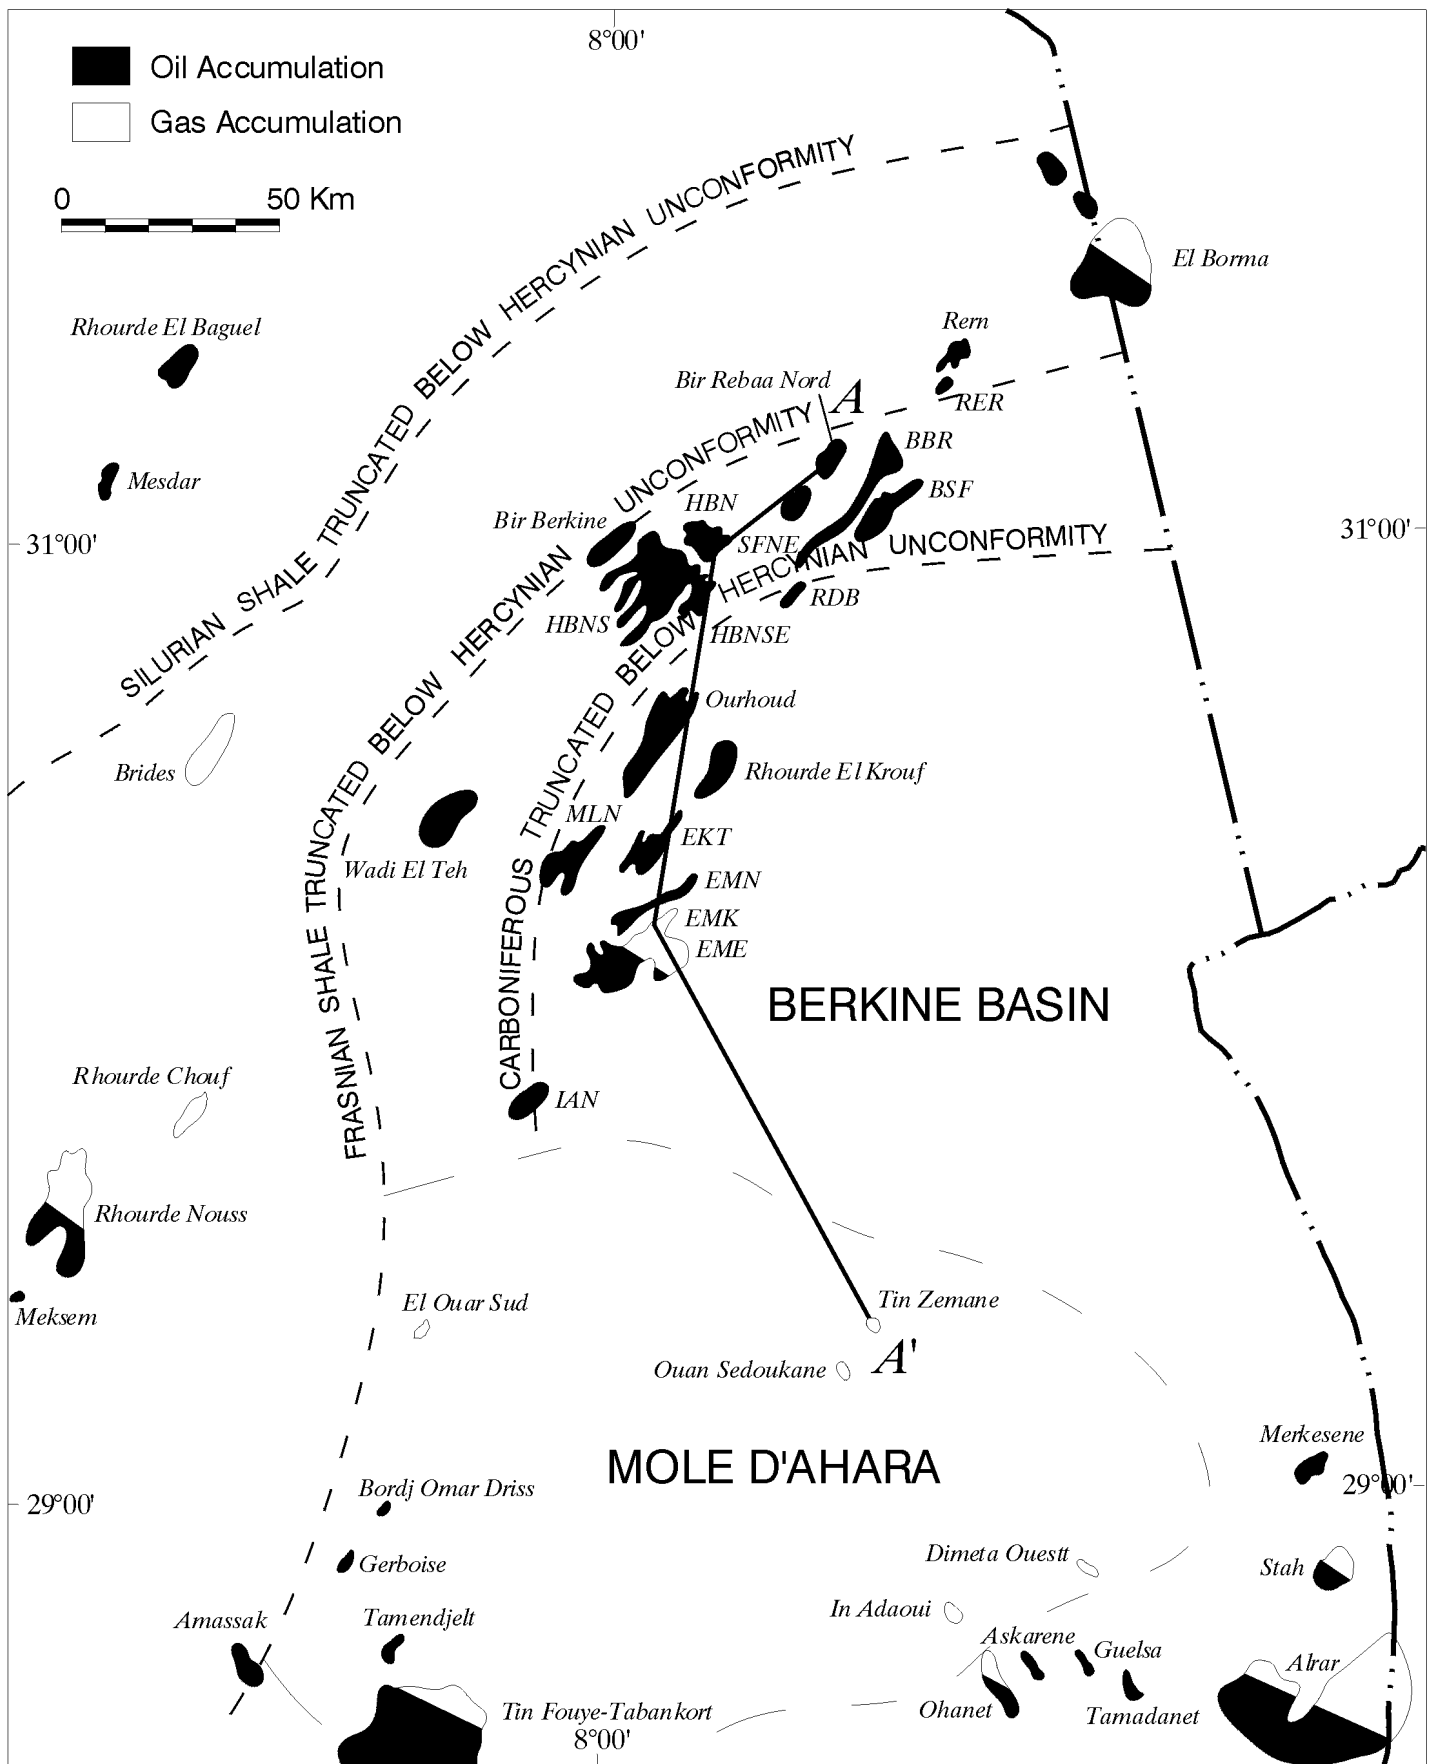 8°00'
Oil Accumulation
Gas Accumulation
0 50 Km
SILURIAN SHALE TRUNCATED BELOW HERCYNIAN UNCONFORMITY
El Borma
Rhourde El Baguel
Rern
Bir Rebaa Nord
A
RER
FRASNIAN SHALE TRUNCATED BELOW HERCYNIAN UNCONFORMITY
BBR
Mesdar
BSF
HBN
Bir Berkine
31°00'
31°00'
SFNE
CARBONIFEROUS TRUNCATED BELOW HERCYNIAN UNCONFORMITY
RDB
HBNS
HBNSE
Ourhoud
Brides
Rhourde El Krouf
MLN
EKT
Wadi El Teh
EMN
EMK
EME
BERKINE BASIN
Rhourde Chouf
IAN
Rhourde Nouss
Meksem
El Ouar Sud
Tin Zemane
A'
Ouan Sedoukane
Merkesene
MOLE D'AHARA
29°00'
Bordj Omar Driss
29°00'
Dimeta Ouestt
Stah
Gerboise
In Adaoui
Amassak
Tamendjelt
Askarene
Guelsa
Alrar
Ohanet
Tamadanet
Tin Fouye-Tabankort
8°00'